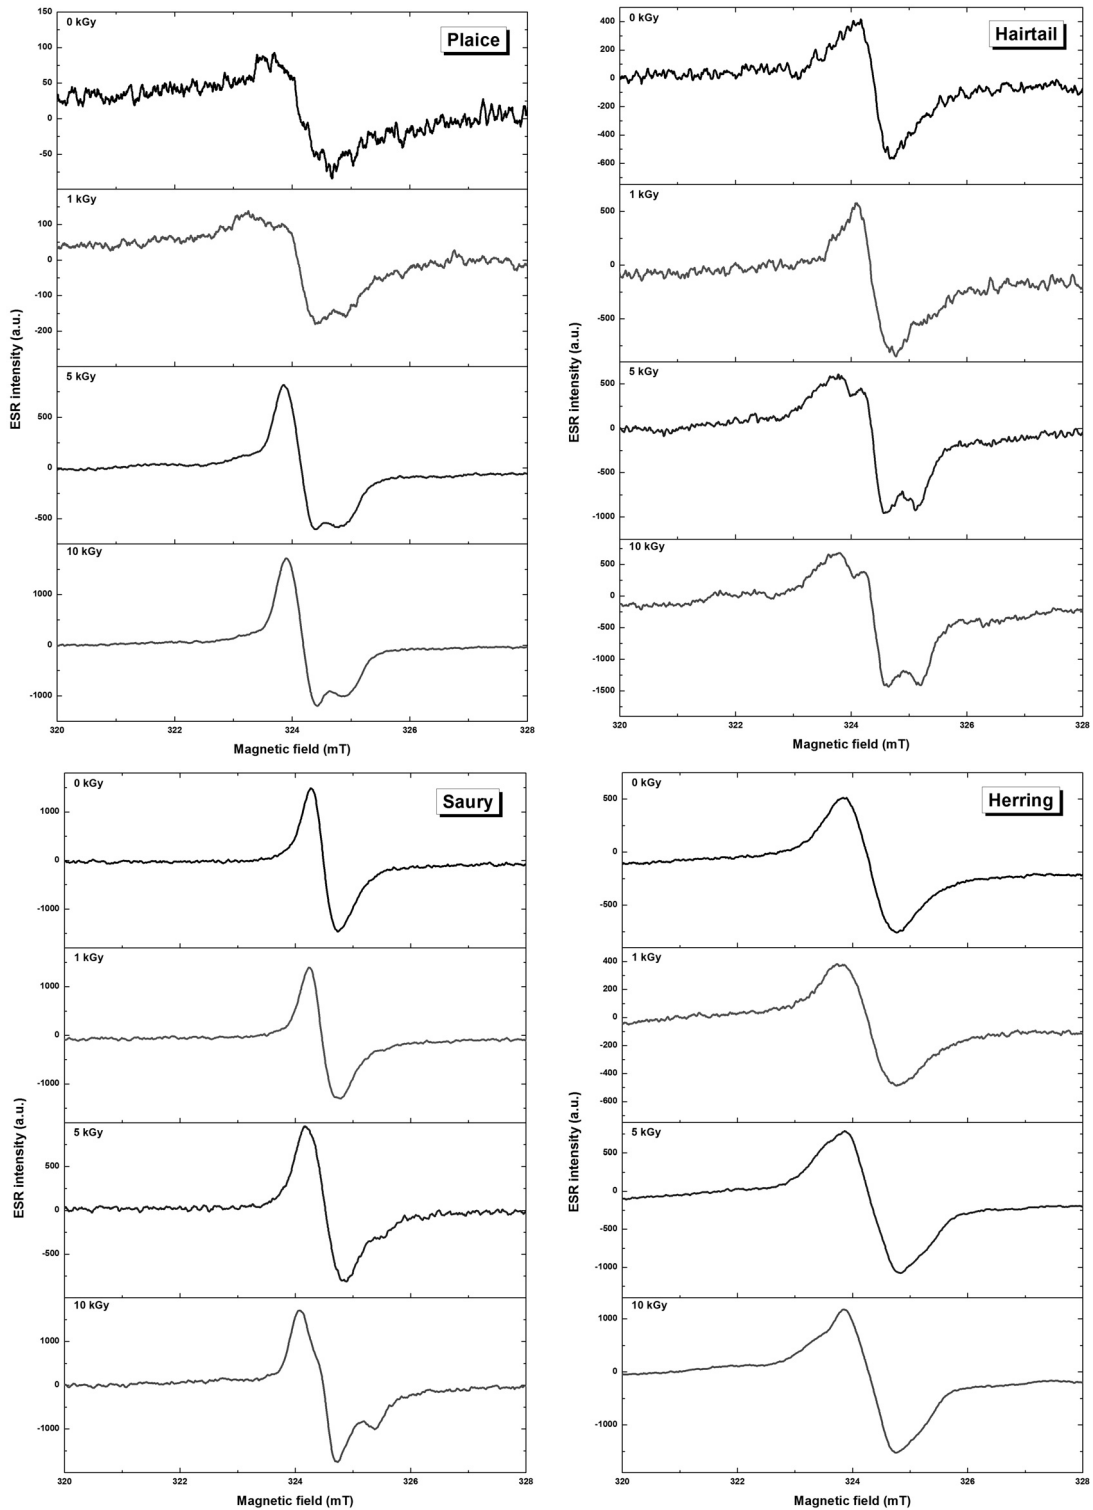 Plaice
0 kGy
150
100
50
0
-50
1 kGy
100
0
-100
-200
5 kGy
500
0
-500
10 kGy
1000
0
-1000
320
322
324
326
328
ESR intensity (a.u.)
Magnetic field (mT)
Hairtail
0 kGy
400
200
0
-200
-400
-600
1 kGy
500
0
-500
5 kGy
500
0
-500
-1000
10 kGy
500
0
-500
-1000
-1500
320
322
324
326
328
ESR intensity (a.u.)
Magnetic field (mT)
Saury
0 kGy
1000
0
-1000
1 kGy
1000
0
-1000
5 kGy
500
0
-500
10 kGy
1000
0
-1000
320
322
324
326
328
ESR intensity (a.u.)
Magnetic field (mT)
Herring
0 kGy
500
0
-500
1 kGy
400
200
0
-200
-400
-600
5 kGy
500
0
-500
-1000
10 kGy
1000
0
-1000
320
322
324
326
328
ESR intensity (a.u.)
Magnetic field (mT)